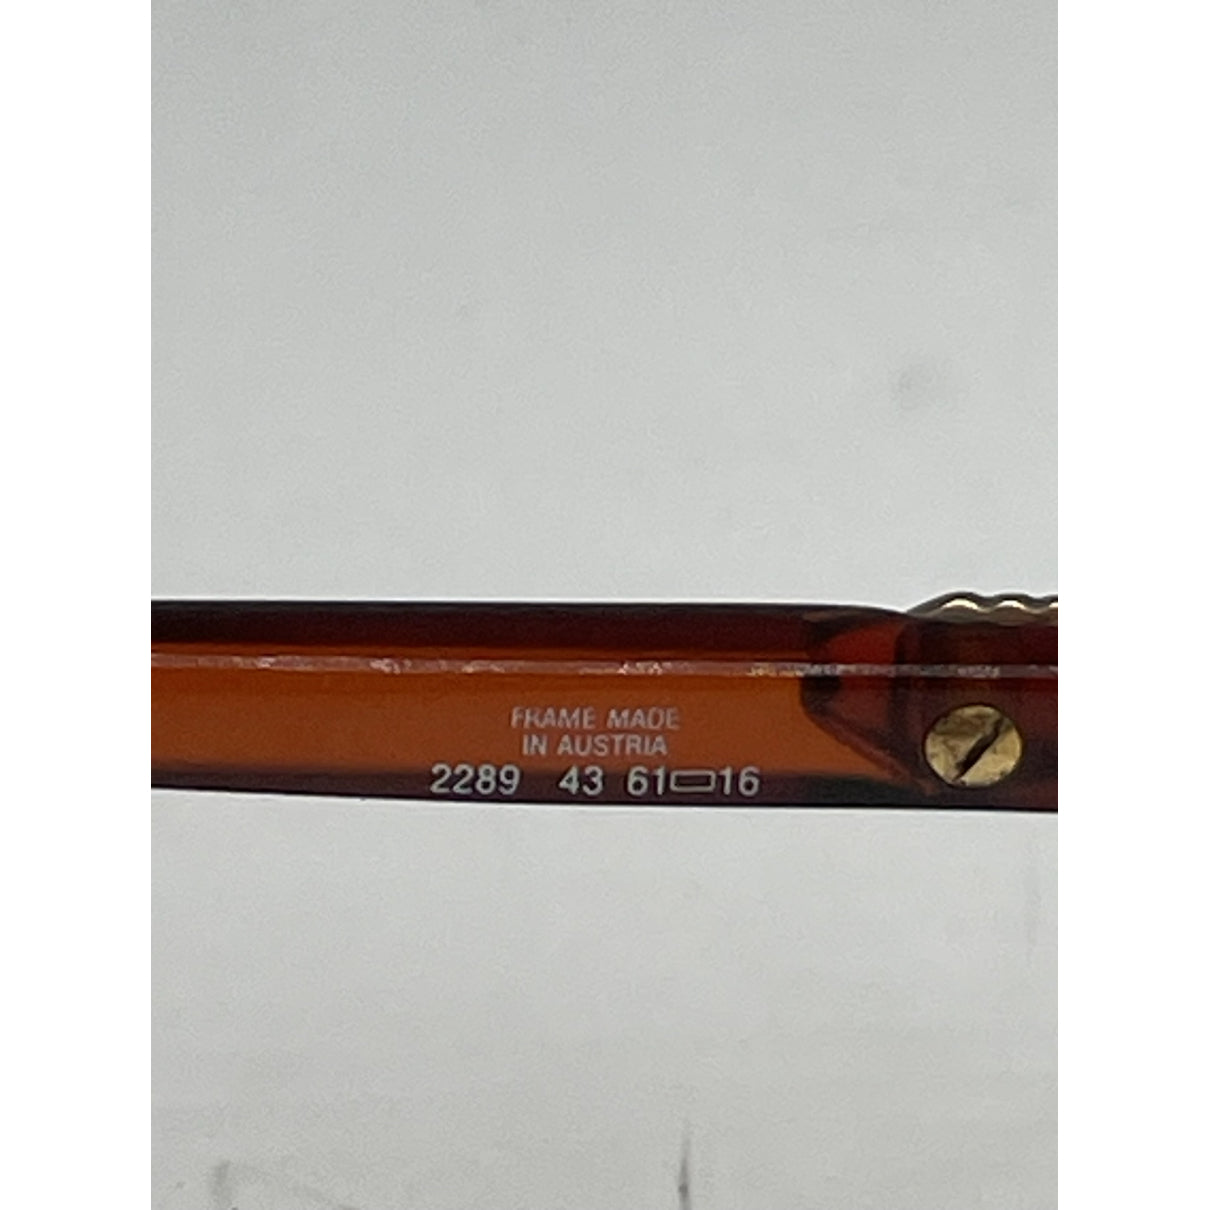 FRAME MADE
IN AUSTRIA
2289 43 61▭16